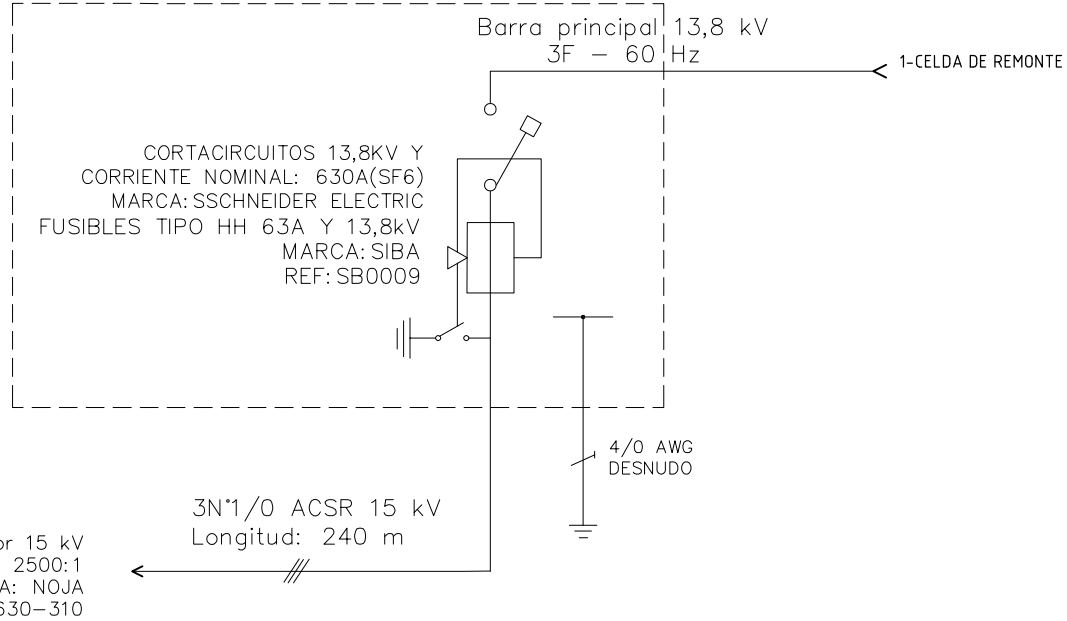 Barra principal 13,8 kV
3F - 60 Hz
1-CELDA DE REMONTE
CORTACIRCUITOS 13,8KV Y
CORRIENTE NOMINAL: 630A(SF6)
MARCA:SSCHNEIDER ELECTRIC
FUSIBLES TIPO HH 63A Y 13,8kV
MARCA:SIBA
REF:SB0009
4/0 AWG
DESNUDO
3N°1/0 ACSR 15 kV
Longitud: 240 m
or 15 kV
2500:1
A: NOJA
630-310